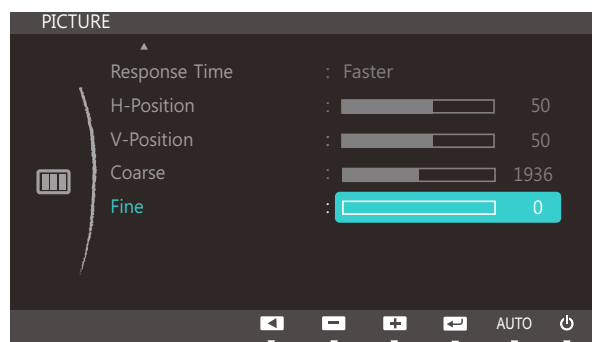 PICTURE
Response Time : Faster
H-Position : 50
V-Position : 50
Coarse : 1936
Fine : 0
AUTO